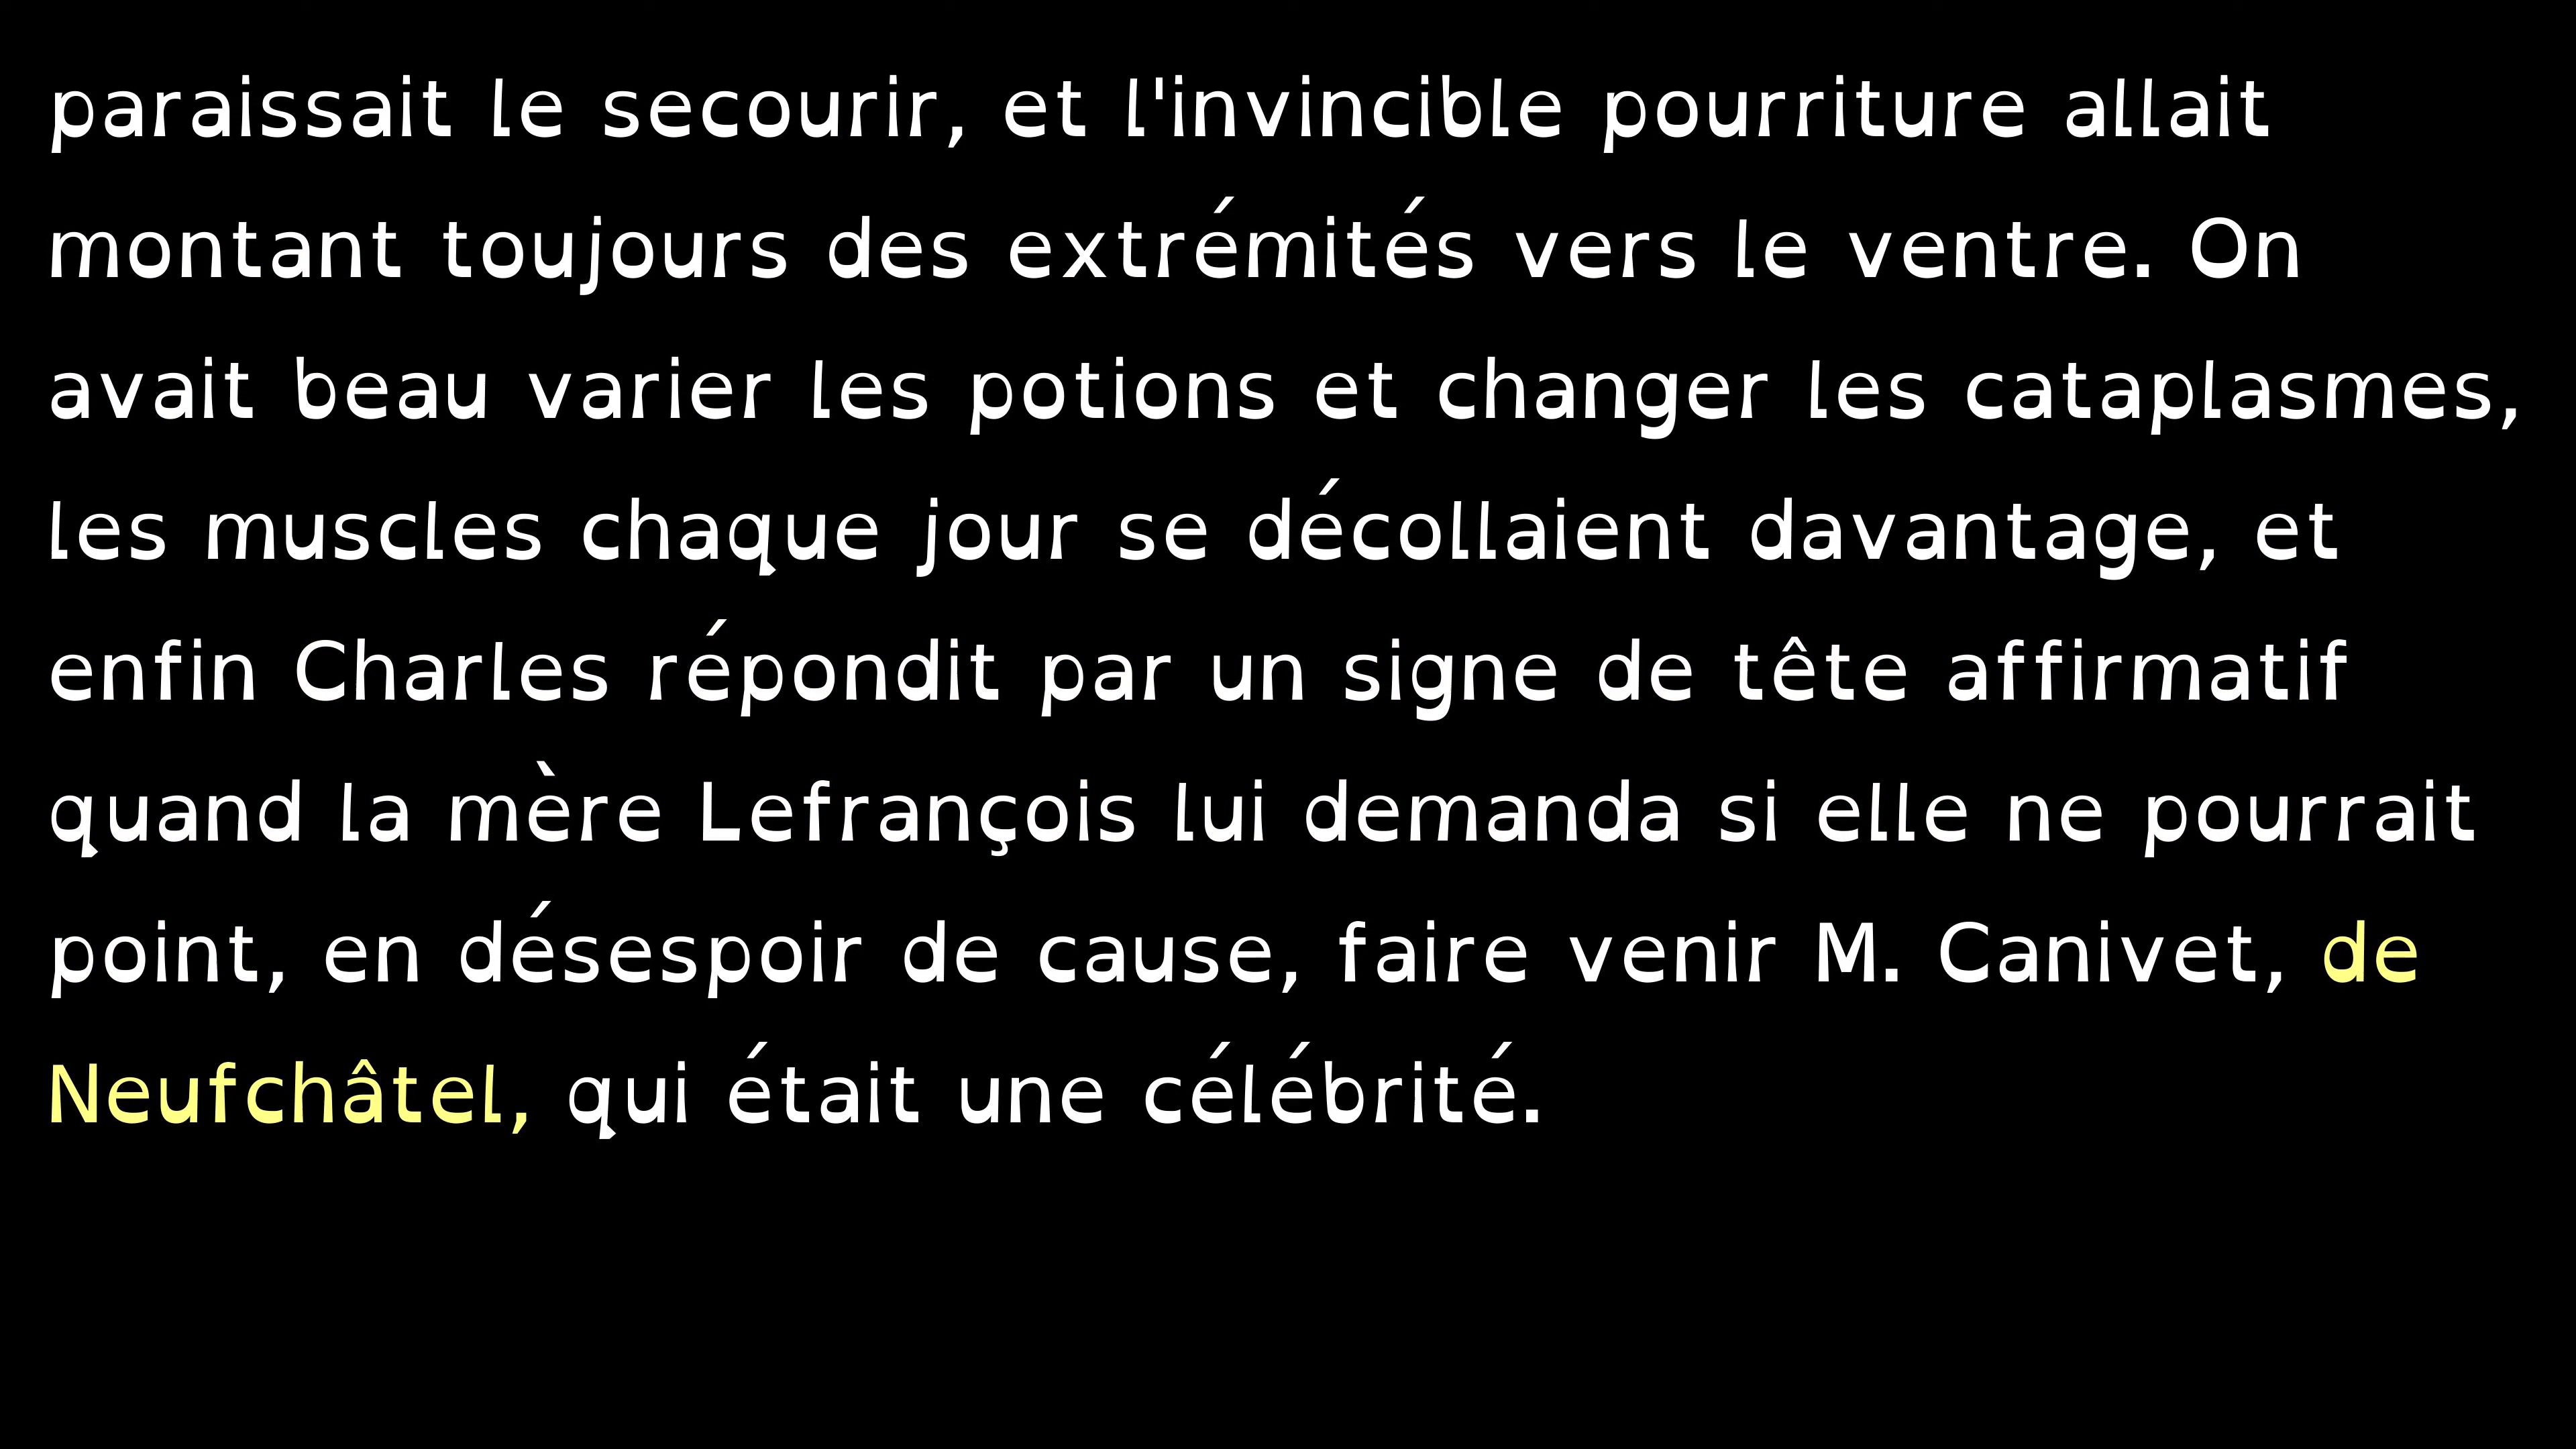 paraissait le secourir, et l'invincible pourriture allait
montant toujours des extrémités vers le ventre. On
avait beau varier les potions et changer les cataplasmes,
les muscles chaque jour se décollaient davantage, et
enfin Charles répondit par un signe de tête affirmatif
quand la mère Lefrançois lui demanda si elle ne pourrait
point, en désespoir de cause, faire venir M. Canivet, de
Neufchâtel, qui était une célébrité.